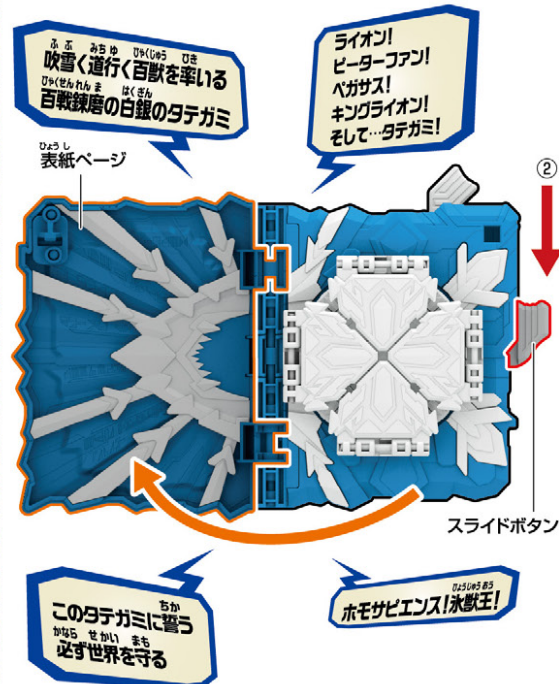 吹雪く道行く百獣を率いる
百戦錬磨の白銀のタテガミ
ライオン!
ピーターファン!
ペガサス!
キングライオン!
そして…タテガミ!
表紙ページ
②
スライドボタン
このタテガミに誓う
必ず世界を守る
ホモサピエンス!氷獣王!